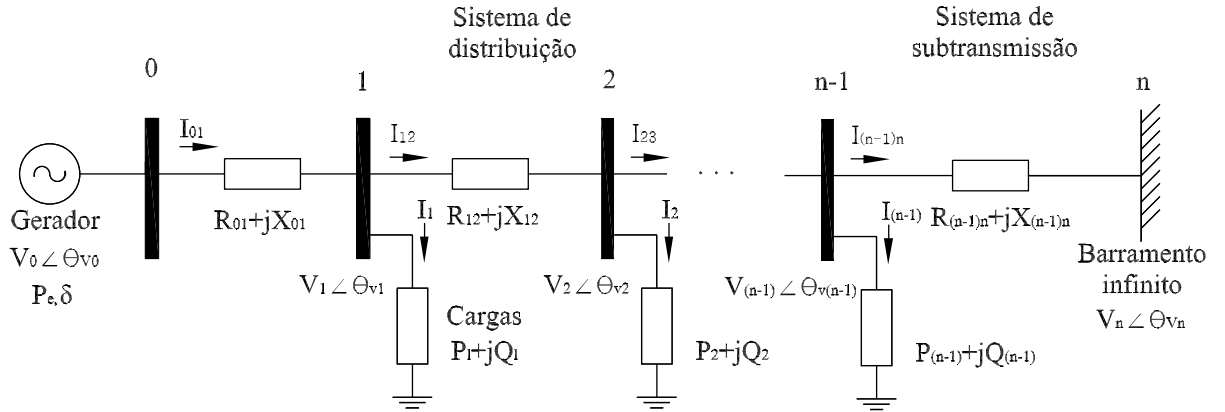 Sistema de
distribuição
Sistema de
subtransmissão
0
1
2
n-1
n
I01
I12
I23
I(n-1)n
. . .
R01+jX01
R12+jX12
R(n-1)n+jX(n-1)n
I1
I2
I(n-1)
Gerador
V0∠θv0
Pe,δ
V1∠θv1
V2∠θv2
V(n-1)∠θv(n-1)
Barramento
infinito
Vn∠θvn
Cargas
P1+jQ1
P2+jQ2
P(n-1)+jQ(n-1)